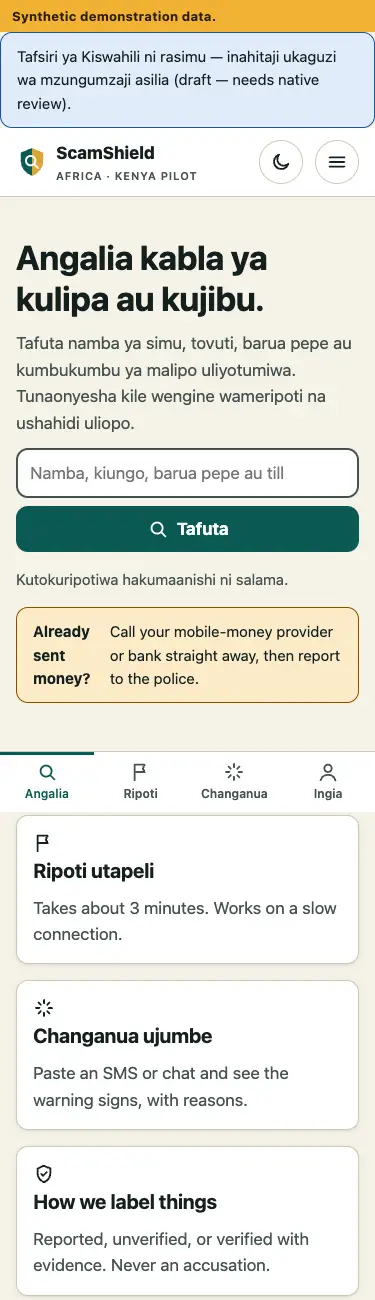 Synthetic demonstration data.
Tafsiri ya Kiswahili ni rasimu — inahitaji ukaguzi
wa mzungumzaji asilia (draft — needs native
review).
ScamShield
AFRICA · KENYA PILOT
Angalia kabla ya
kulipa au kujibu.
Tafuta namba ya simu, tovuti, barua pepe au
kumbukumbu ya malipo uliyotumiwa.
Tunaonyesha kile wengine wameripoti na
ushahidi uliopo.
Namba, kiungo, barua pepe au till
Tafuta
Kutokuripotiwa hakumaanishi ni salama.
Already
sent
money?
Call your mobile-money provider
or bank straight away, then report
to the police.
Angalia
Ripoti
Changanua
Ingia
Ripoti utapeli
Takes about 3 minutes. Works on a slow
connection.
Changanua ujumbe
Paste an SMS or chat and see the
warning signs, with reasons.
How we label things
Reported, unverified, or verified with
evidence. Never an accusation.